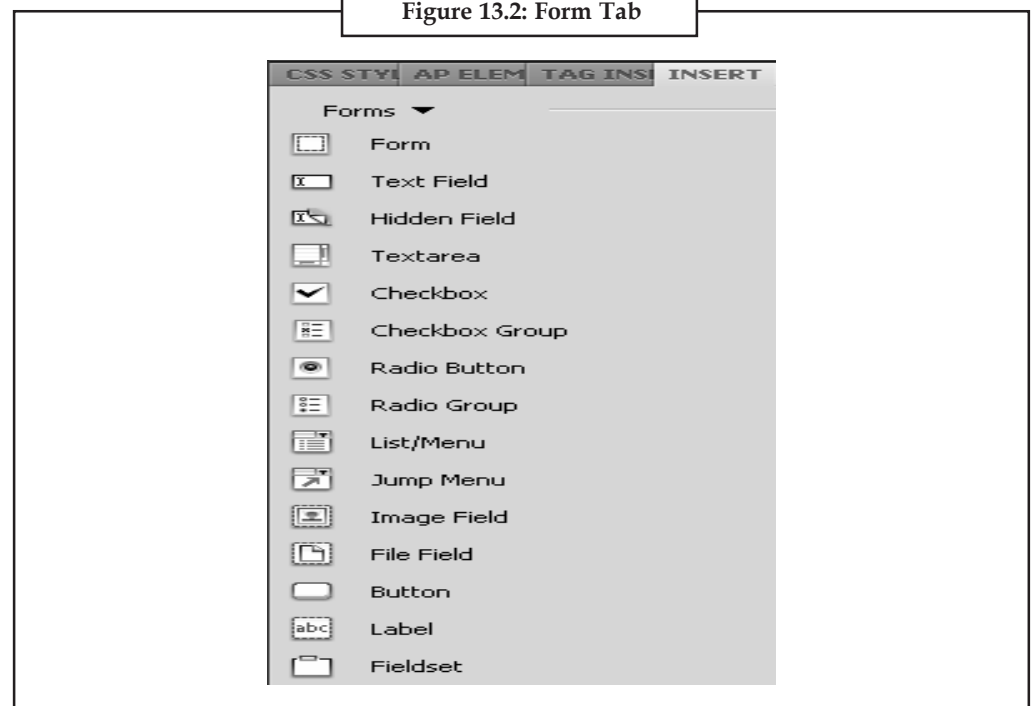 Figure 13.2: Form Tab
CSS STYL AP ELEM TAG INSI INSERT
Forms
Form
Text Field
Hidden Field
Textarea
Checkbox
Checkbox Group
Radio Button
Radio Group
List/Menu
Jump Menu
Image Field
File Field
Button
abc Label
Fieldset